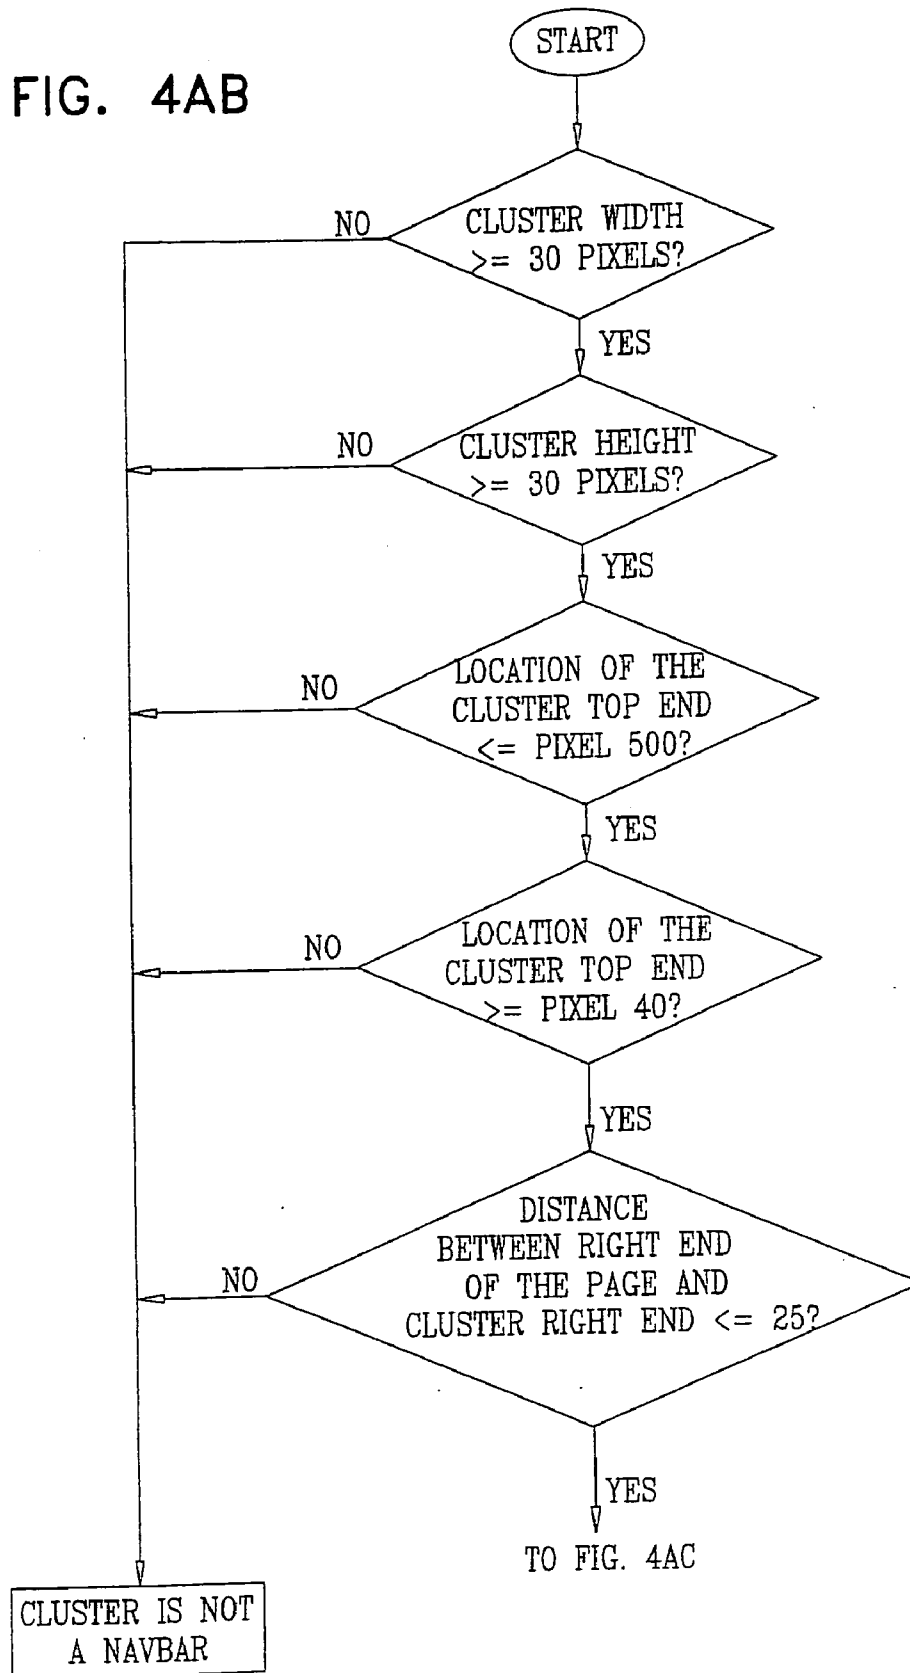 START
FIG. 4AB
NO
CLUSTER WIDTH
>= 30 PIXELS?
YES
NO
CLUSTER HEIGHT
>= 30 PIXELS?
YES
NO
LOCATION OF THE
CLUSTER TOP END
<= PIXEL 500?
YES
NO
LOCATION OF THE
CLUSTER TOP END
>= PIXEL 40?
YES
DISTANCE
BETWEEN RIGHT END
OF THE PAGE AND
CLUSTER RIGHT END <= 25?
NO
YES
TO FIG. 4AC
CLUSTER IS NOT
A NAVBAR